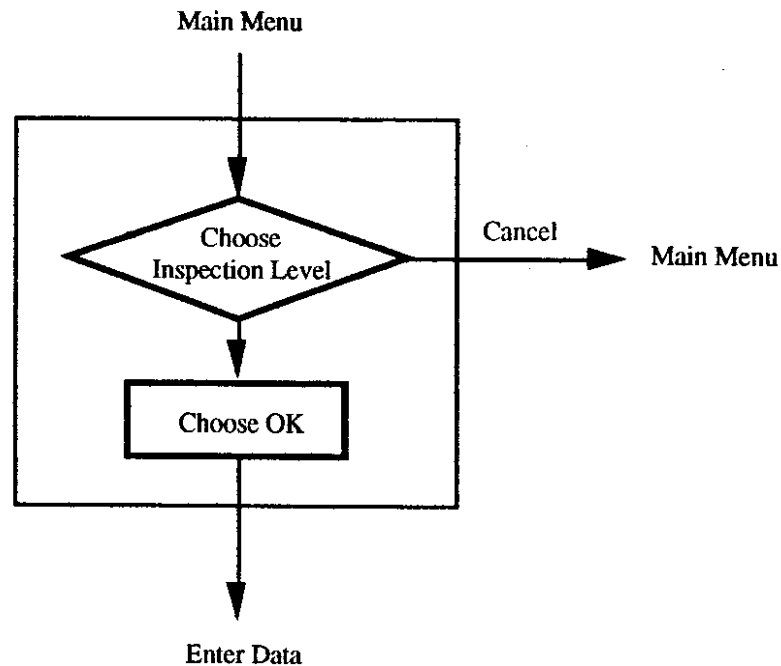 Main Menu
Choose
Inspection Level
Cancel
Main Menu
Choose OK
Enter Data